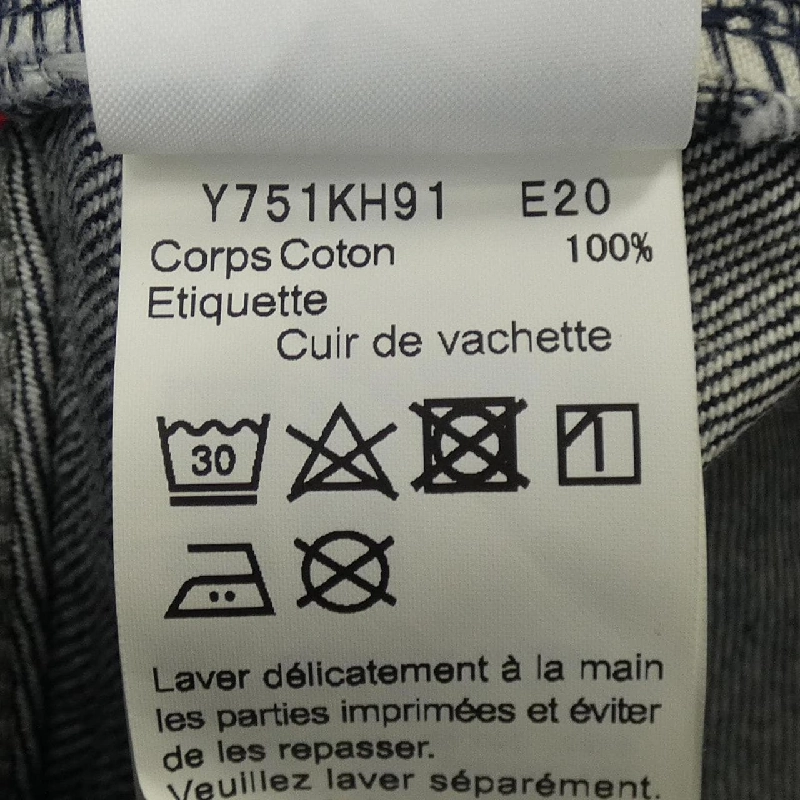 Y751KH91 E20
Corps Coton 100%
Etiquette
Cuir de vachette
30
Laver délicatement à la main
les parties imprimées et éviter
de les repasser.
Veuillez laver séparément.